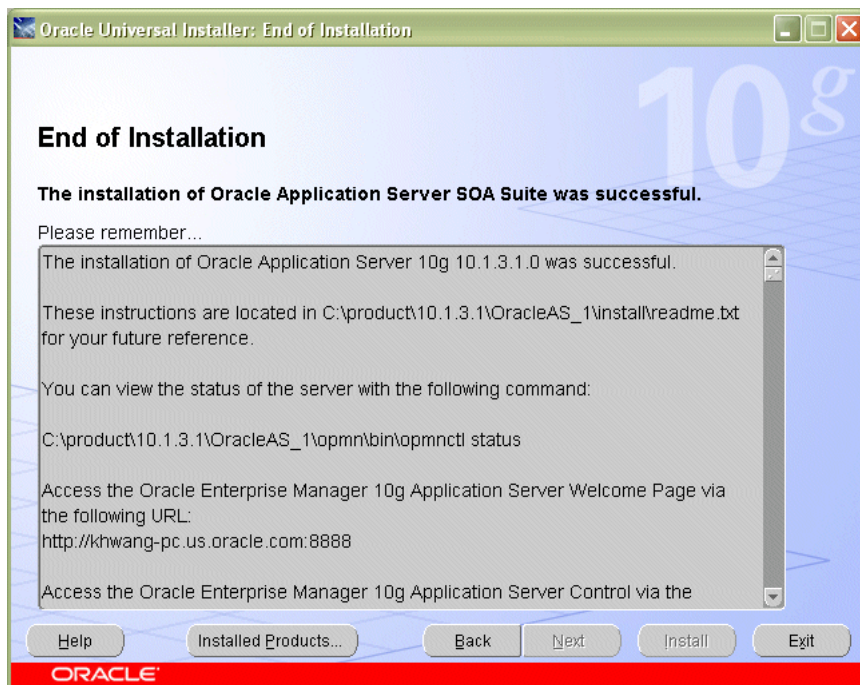 Oracle Universal Installer: End of Installation
10g
End of Installation
The installation of Oracle Application Server SOA Suite was successful.
Please remember...
The installation of Oracle Application Server 10g 10.1.3.1.0 was successful.
These instructions are located in C:\product\10.1.3.1\OracleAS_1\install\readme.txt
for your future reference.
You can view the status of the server with the following command:
C:\product\10.1.3.1\OracleAS_1\opmn\bin\opmnctl status
Access the Oracle Enterprise Manager 10g Application Server Welcome Page via
the following URL:
http://khwang-pc.us.oracle.com:8888
Access the Oracle Enterprise Manager 10g Application Server Control via the
Help Installed Products... Back Next Install Exit
ORACLE